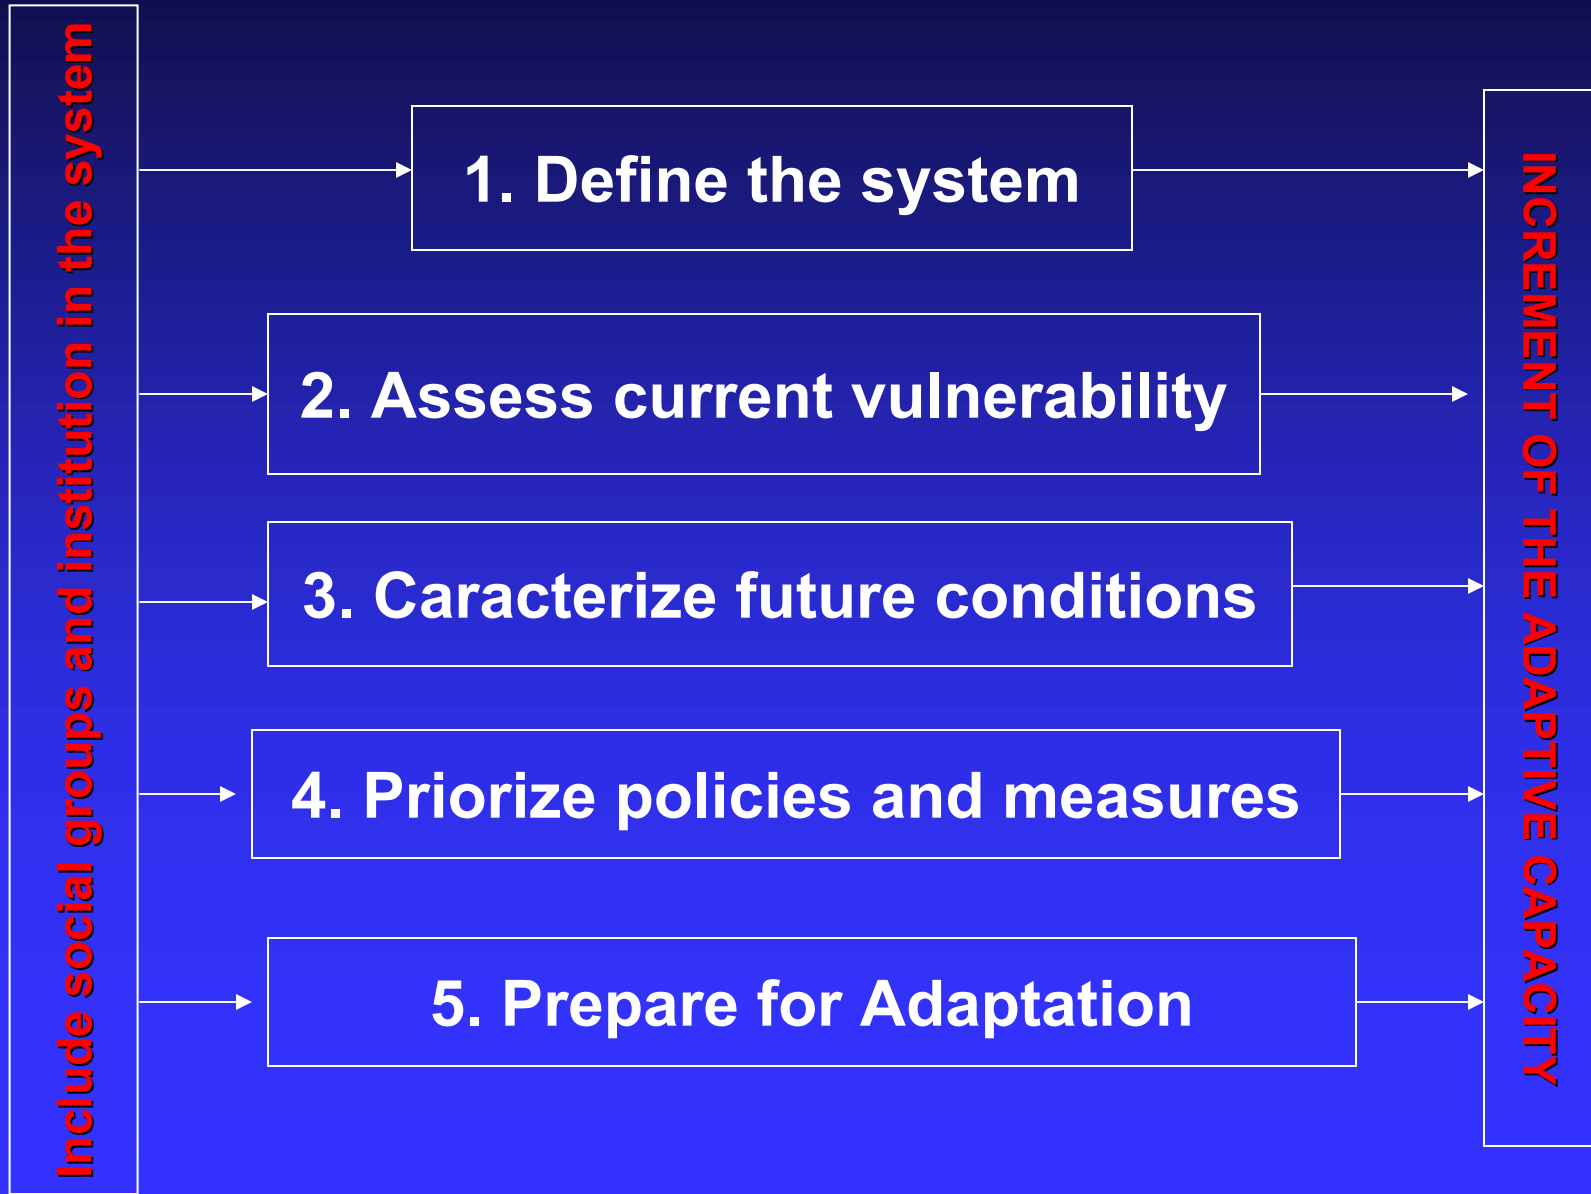 Include social groups and institution in the system
1. Define the system
2. Assess current vulnerability
3. Caracterize future conditions
4. Priorize policies and measures
5. Prepare for Adaptation
INCREMENT OF THE ADAPTIVE CAPACITY